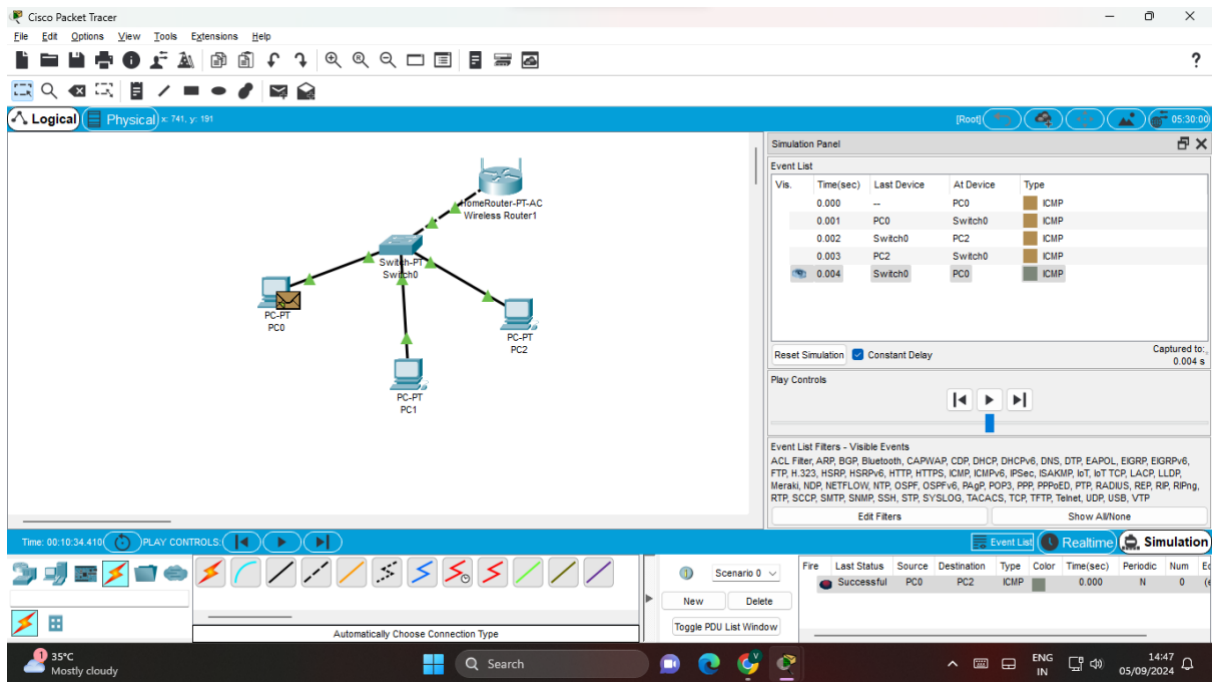 Cisco Packet Tracer
File Edit Options View Tools Extensions Help
?
Logical Physical x: 741, y: 191 [Root] 05:30:00
HomeRouter-PT-AC
Wireless Router1
Switch-PT
Switch0
PC-PT
PC0
PC-PT
PC2
PC-PT
PC1
Simulation Panel
Event List
Vis. Time(sec) Last Device At Device Type
0.000 -- PC0 ICMP
0.001 PC0 Switch0 ICMP
0.002 Switch0 PC2 ICMP
0.003 PC2 Switch0 ICMP
0.004 Switch0 PC0 ICMP
Reset Simulation Constant Delay Captured to:
0.004 s
Play Controls
Event List Filters - Visible Events
ACL Filter, ARP, BGP, Bluetooth, CAPWAP, CDP, DHCP, DHCPv6, DNS, DTP, EAPOL, EIGRP, EIGRPv6,
FTP, H.323, HSRP, HSRPv6, HTTP, HTTPS, ICMP, ICMPv6, IPSec, ISAKMP, IoT, IoT TCP, LACP, LLDP,
Meraki, NDP, NETFLOW, NTP, OSPF, OSPFv6, PAgP, POP3, PPP, PPPoED, PTP, RADIUS, REP, RIP, RIPng,
RTP, SCCP, SMTP, SNMP, SSH, STP, SYSLOG, TACACS, TCP, TFTP, Telnet, UDP, USB, VTP
Edit Filters Show All/None
Time: 00:10:34.410 PLAY CONTROLS: Event List Realtime Simulation
Scenario 0
New Delete
Toggle PDU List Window
Fire Last Status Source Destination Type Color Time(sec) Periodic Num Ed
Successful PC0 PC2 ICMP 0.000 N 0 (e
Automatically Choose Connection Type
1
35°C
Mostly cloudy
Search
ENG
IN
14:47
05/09/2024